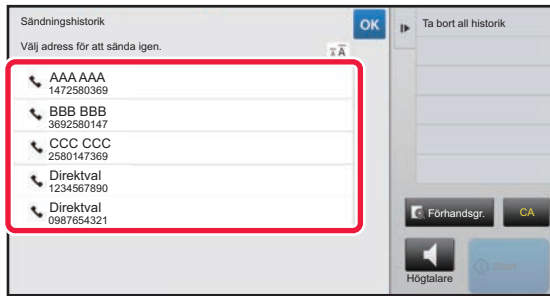 Sändningshistorik
OK
Ta bort all historik
Välj adress för att sända igen.
AAA AAA
1472580369
BBB BBB
3692580147
CCC CCC
2580147369
Direktval
1234567890
Direktval
0987654321
Förhandsgr.
CA
Högtalare
Start